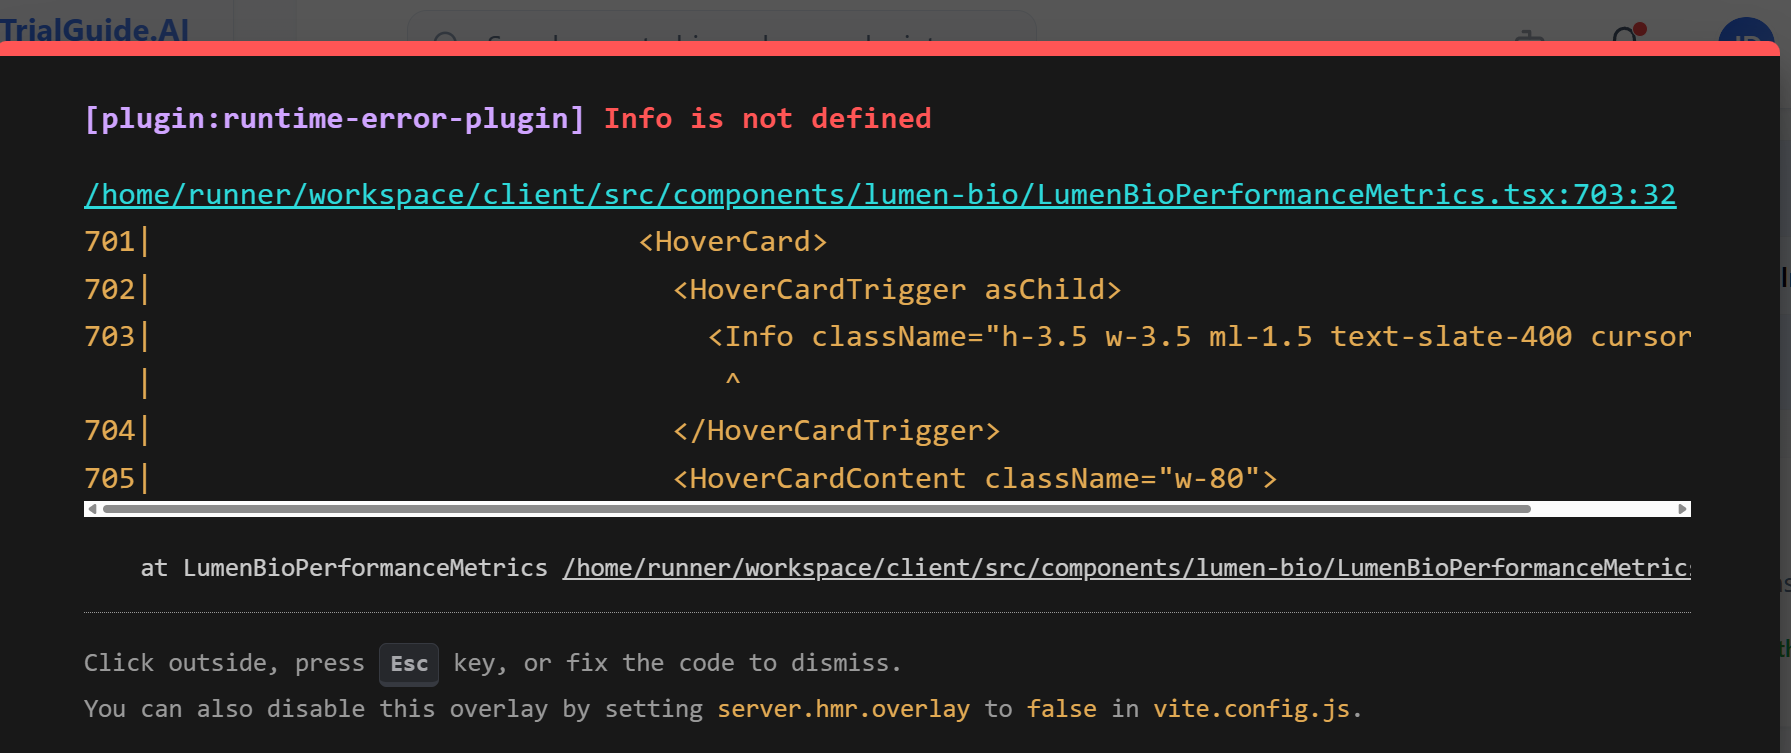 TrialGuide.AI
[plugin:runtime-error-plugin] Info is not defined
/home/runner/workspace/client/src/components/lumen-bio/LumenBioPerformanceMetrics.tsx:703:32
701|                            <HoverCard>
702|                              <HoverCardTrigger asChild>
703|                                <Info className="h-3.5 w-3.5 ml-1.5 text-slate-400 cursor
   |                                 ^
704|                              </HoverCardTrigger>
705|                              <HoverCardContent className="w-80">
at LumenBioPerformanceMetrics /home/runner/workspace/client/src/components/lumen-bio/LumenBioPerformanceMetrics
Click outside, press Esc key, or fix the code to dismiss.
You can also disable this overlay by setting server.hmr.overlay to false in vite.config.js.